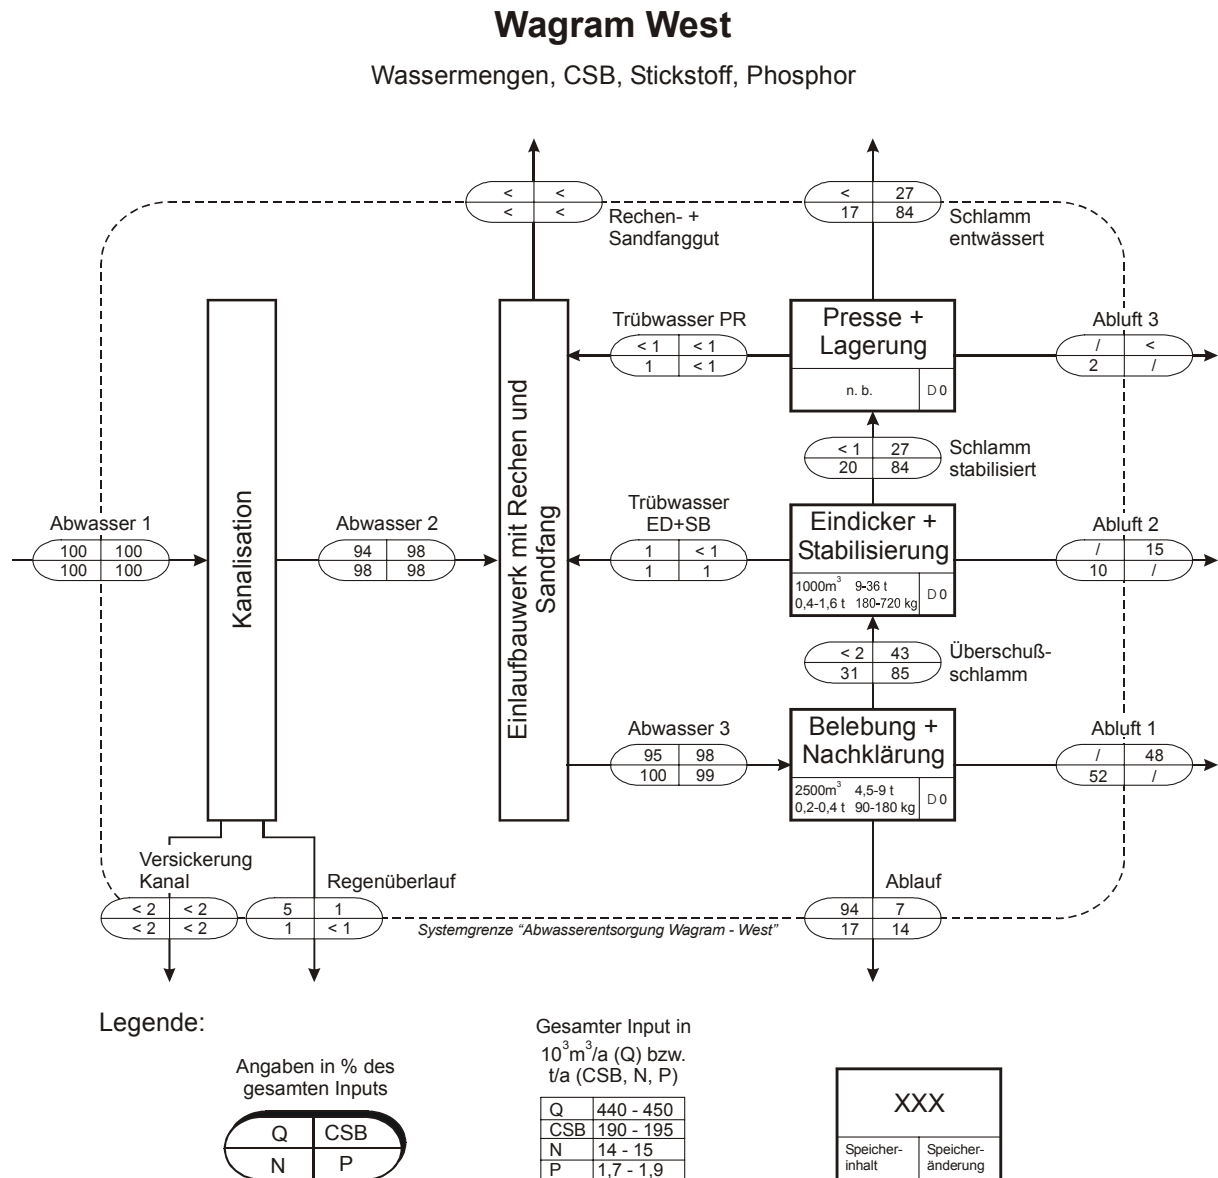 Wagram West
Wassermengen, CSB, Stickstoff, Phosphor
< <
< <
Rechen- +
Sandfanggut
< 27
17 84
Schlamm
entwässert
Trübwasser PR
< 1 < 1
1 < 1
Presse +
Lagerung
n. b. D 0
Abluft 3
/ <
2 /
< 1 27
20 84
Schlamm
stabilisiert
Abwasser 1
100 100
100 100
Kanalisation
Abwasser 2
94 98
98 98
Einlaufbauwerk mit Rechen und
Sandfang
Trübwasser
ED+SB
1 < 1
1 1
Eindicker +
Stabilisierung
1000m³ 9-36 t
0,4-1,6 t 180-720 kg
D 0
Abluft 2
/ 15
10 /
< 2 43
31 85
Überschuß-
schlamm
Abwasser 3
95 98
100 99
Belebung +
Nachklärung
2500m³ 4,5-9 t
0,2-0,4 t 90-180 kg
D 0
Abluft 1
/ 48
52 /
Versickerung
Kanal
< 2 < 2
< 2 < 2
Regenüberlauf
5 1
1 < 1
Systemgrenze “Abwasserentsorgung Wagram - West”
Ablauf
94 7
17 14
Legende:
Angaben in % des
gesamten Inputs
Q CSB
N P
Gesamter Input in
10³m³/a (Q) bzw.
t/a (CSB, N, P)
Q 440 - 450
CSB 190 - 195
N 14 - 15
P 1,7 - 1,9
XXX
Speicher-
inhalt
Speicher-
änderung